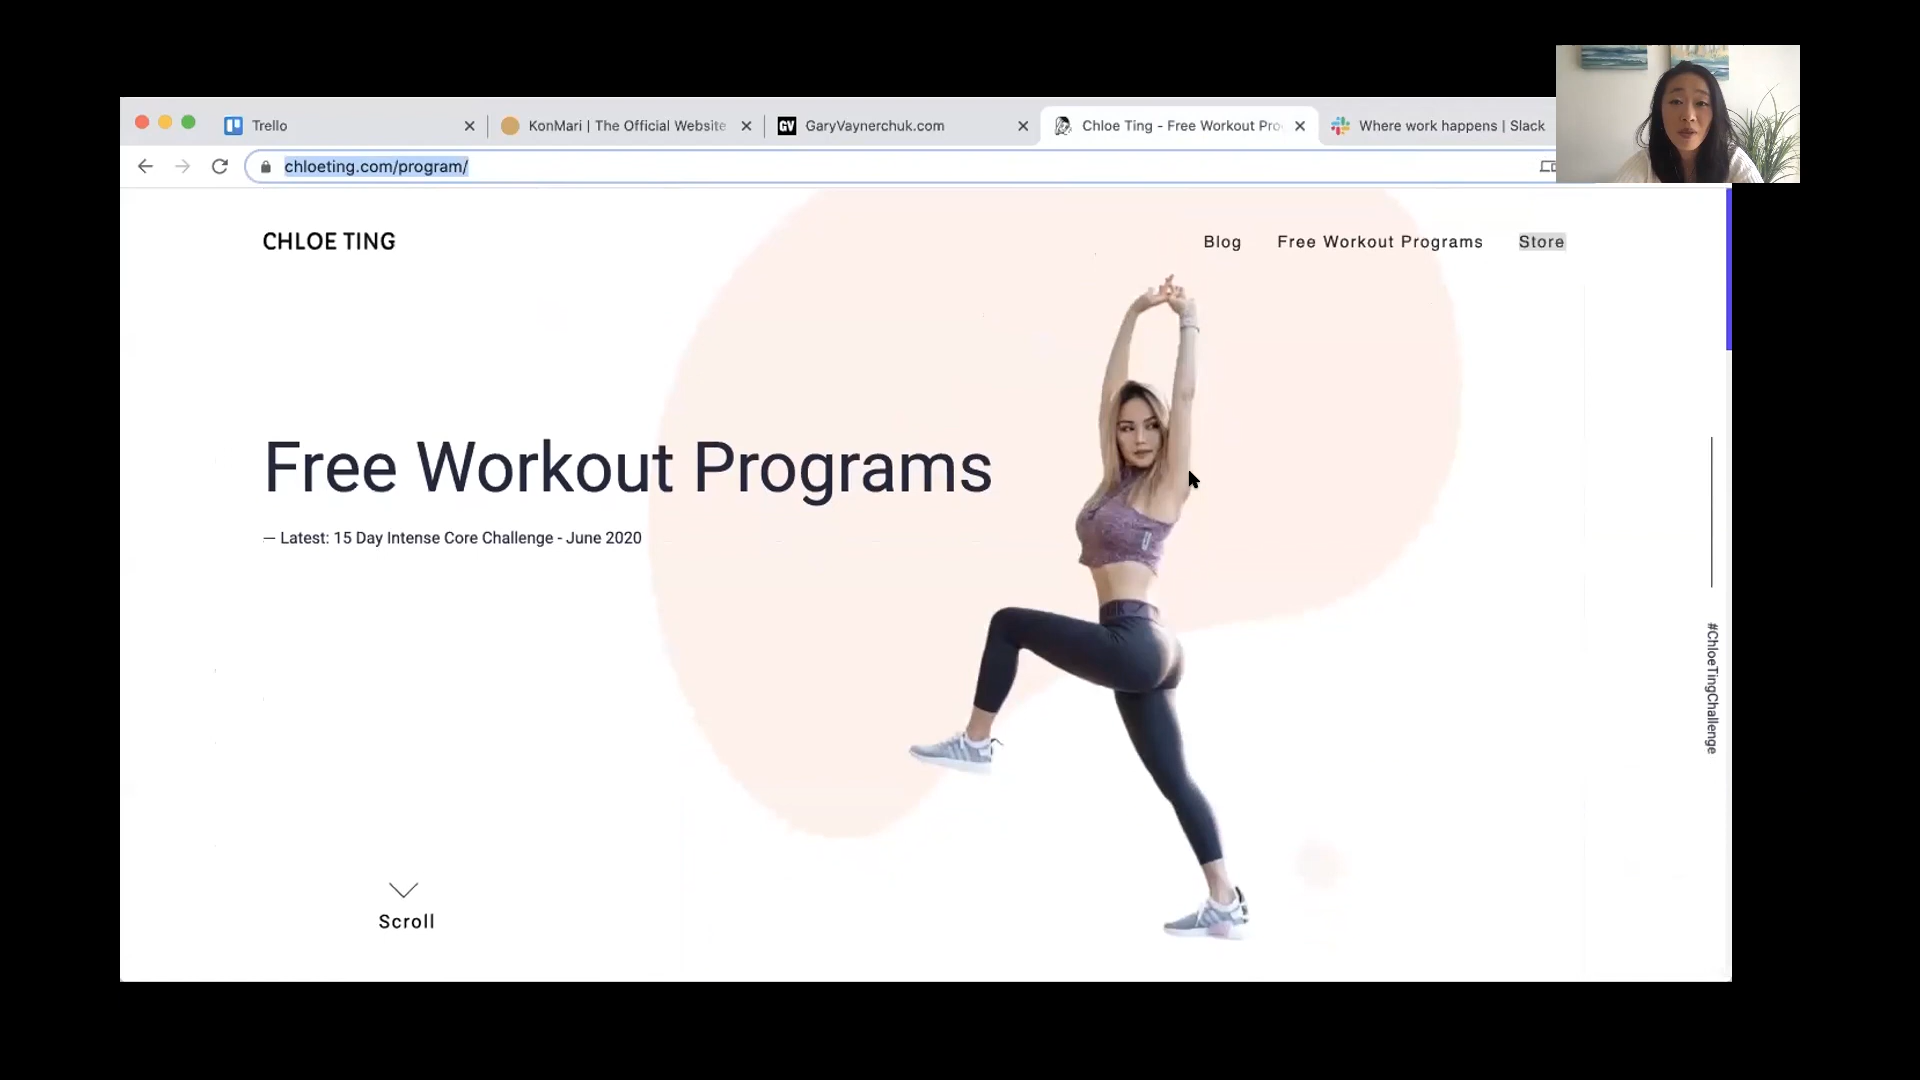 Trello
KonMari | The Official Website
GV GaryVaynerchuk.com
Chloe Ting - Free Workout Pro
Where work happens | Slack
chloeting.com/program/
CHLOE TING
Blog
Free Workout Programs
Store
Free Workout Programs
— Latest: 15 Day Intense Core Challenge - June 2020
#ChloeTingChallenge
Scroll